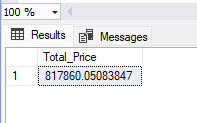 100 %
Results Messages
Total_Price
1 817860.05083847